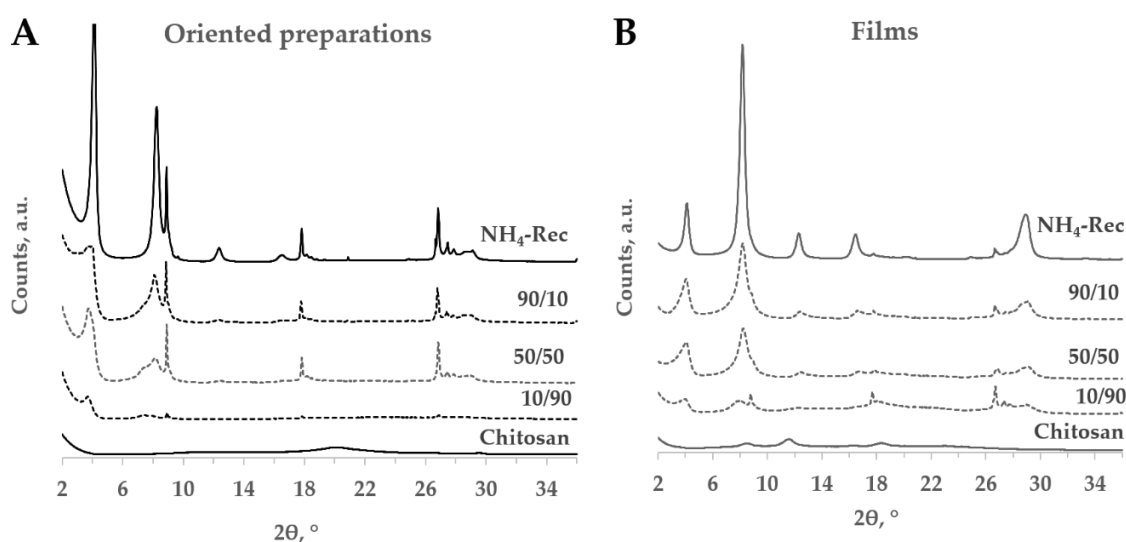 A
Oriented preparations
Counts, a.u.
NH₄-Rec
90/10
50/50
10/90
Chitosan
2 6 10 14 18 22 26 30 34
2θ, °
B
Films
Counts, a.u.
NH₄-Rec
90/10
50/50
10/90
Chitosan
2 6 10 14 18 22 26 30 34
2θ, °